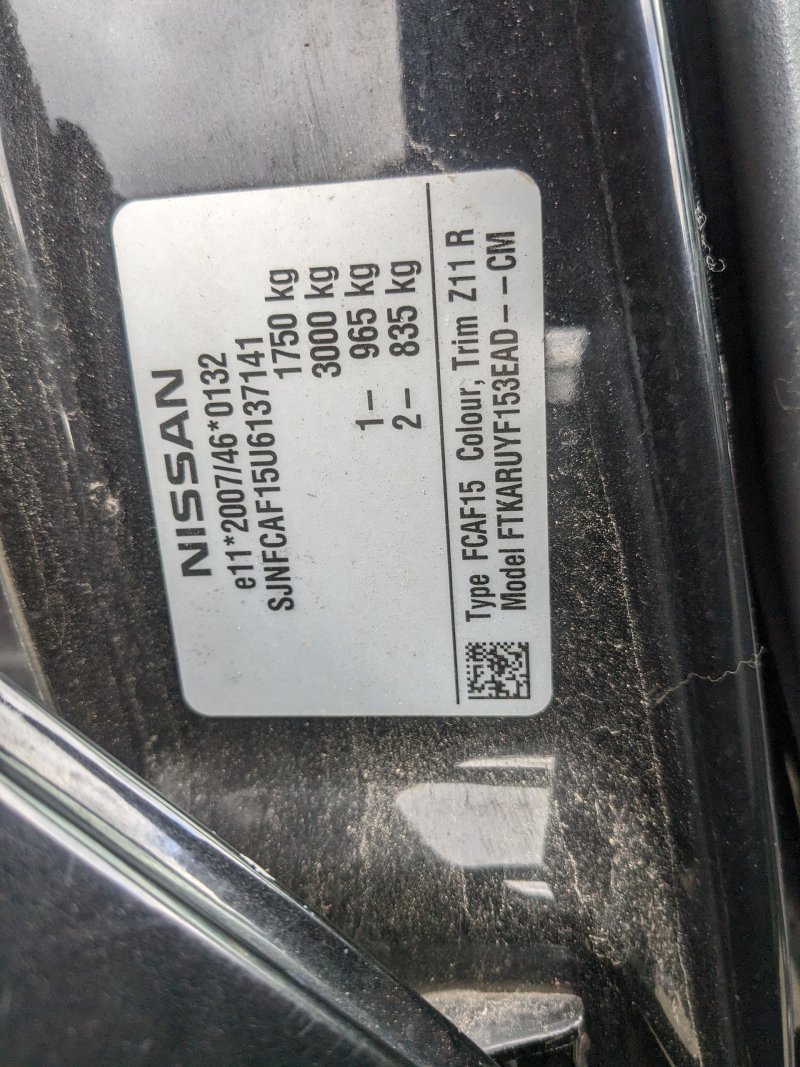 NISSAN
e11*2007/46*0132
SJNFCAF15U6137141
1750 kg
3000 kg
1– 965 kg
2– 835 kg
Type FCAF15 Colour, Trim Z11 R
Model FTKARUYF153EAD - - CM